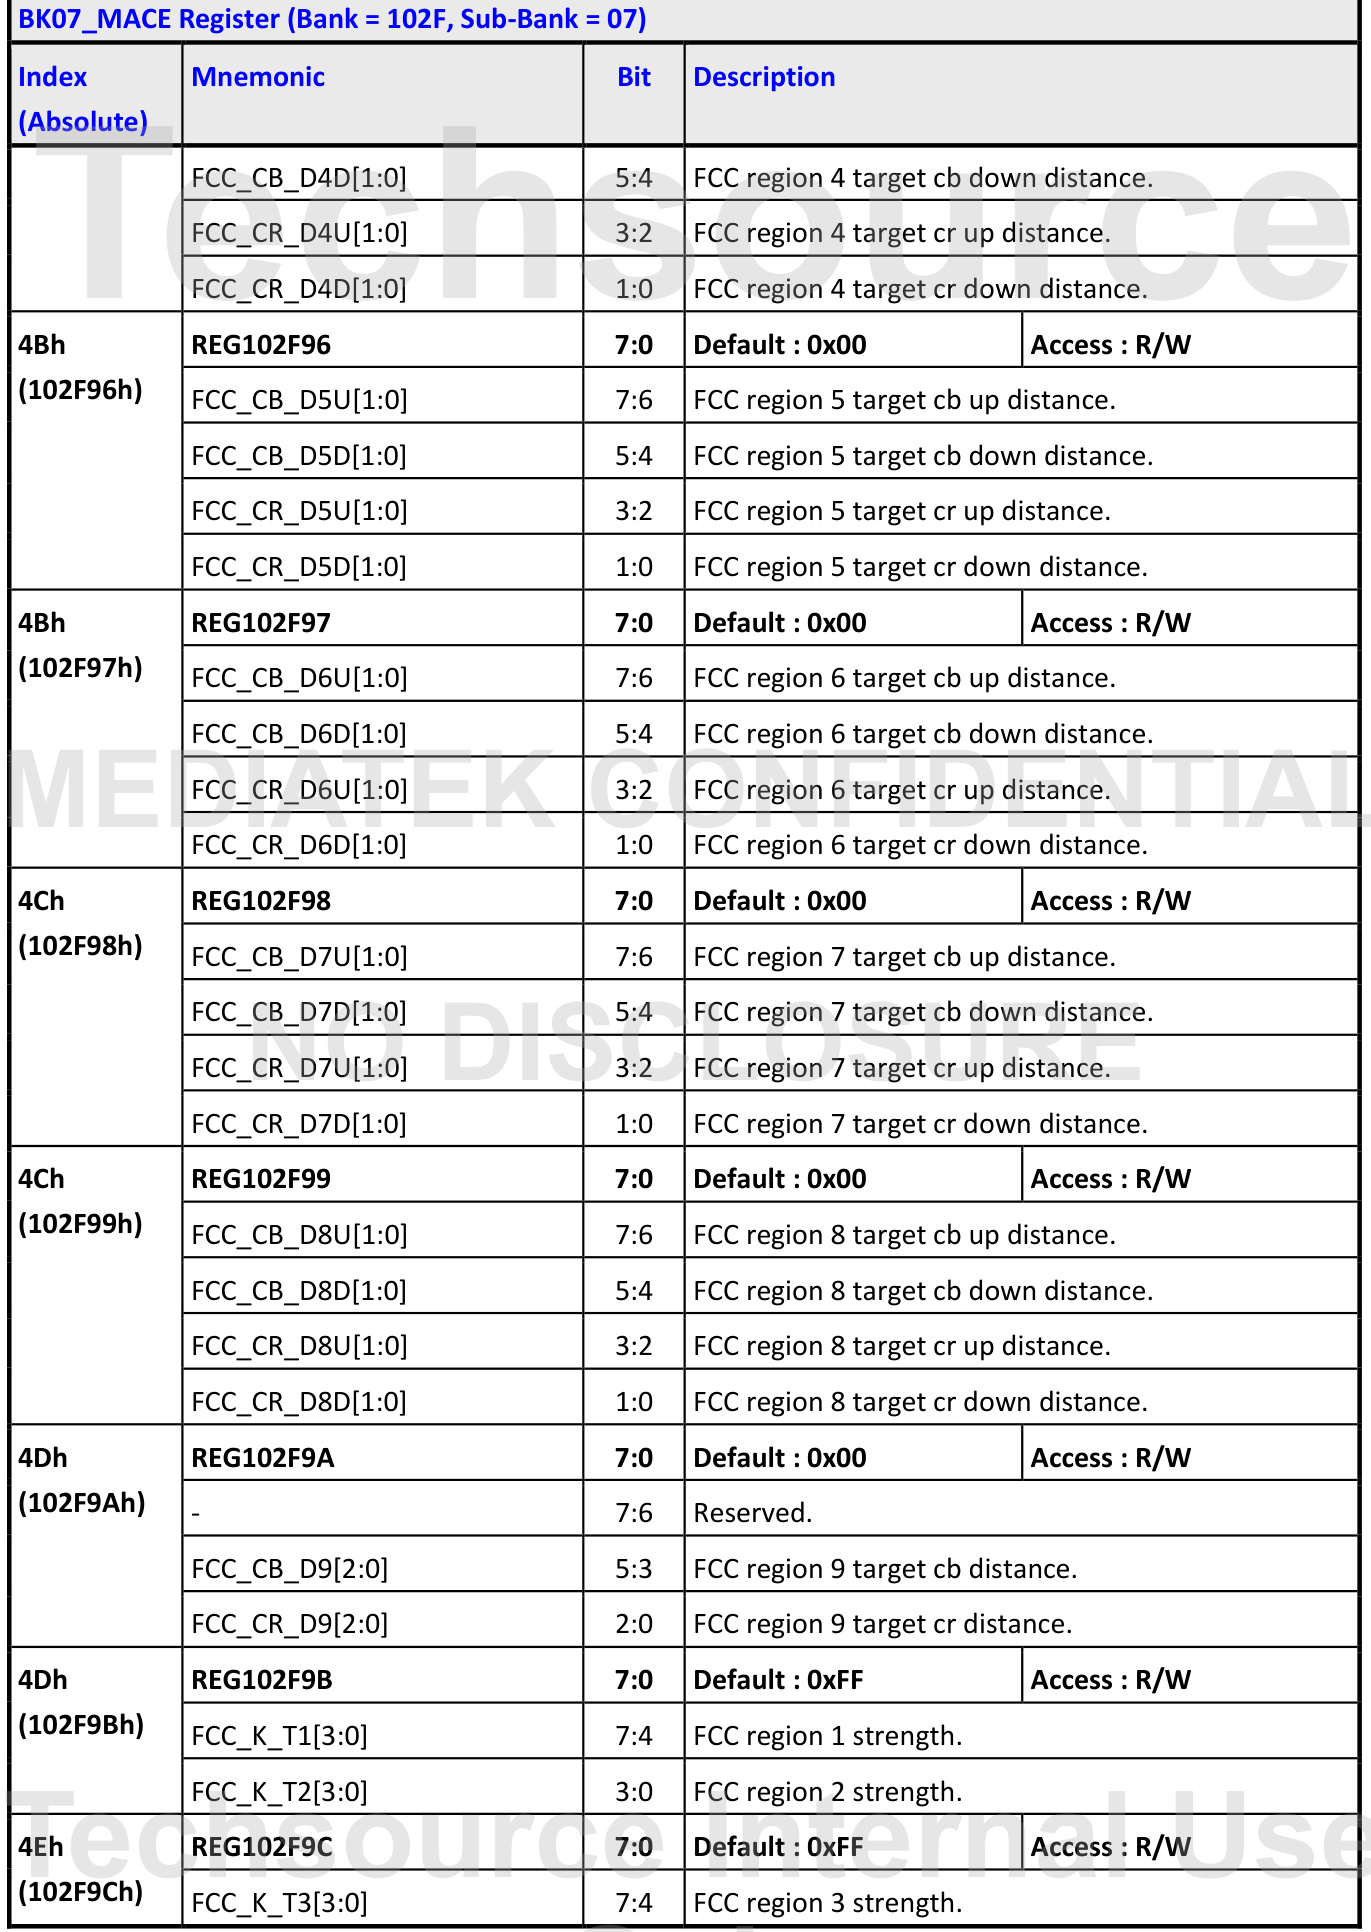 BK07_MACE Register (Bank = 102F, Sub-Bank = 07)
Index (Absolute) Mnemonic Bit Description
FCC_CB_D4D[1:0] 5:4 FCC region 4 target cb down distance.
FCC_CR_D4U[1:0] 3:2 FCC region 4 target cr up distance.
FCC_CR_D4D[1:0] 1:0 FCC region 4 target cr down distance.
4Bh REG102F96 7:0 Default : 0x00 Access : R/W
(102F96h) FCC_CB_D5U[1:0] 7:6 FCC region 5 target cb up distance.
FCC_CB_D5D[1:0] 5:4 FCC region 5 target cb down distance.
FCC_CR_D5U[1:0] 3:2 FCC region 5 target cr up distance.
FCC_CR_D5D[1:0] 1:0 FCC region 5 target cr down distance.
4Bh REG102F97 7:0 Default : 0x00 Access : R/W
(102F97h) FCC_CB_D6U[1:0] 7:6 FCC region 6 target cb up distance.
FCC_CB_D6D[1:0] 5:4 FCC region 6 target cb down distance.
FCC_CR_D6U[1:0] 3:2 FCC region 6 target cr up distance.
FCC_CR_D6D[1:0] 1:0 FCC region 6 target cr down distance.
4Ch REG102F98 7:0 Default : 0x00 Access : R/W
(102F98h) FCC_CB_D7U[1:0] 7:6 FCC region 7 target cb up distance.
FCC_CB_D7D[1:0] 5:4 FCC region 7 target cb down distance.
FCC_CR_D7U[1:0] 3:2 FCC region 7 target cr up distance.
FCC_CR_D7D[1:0] 1:0 FCC region 7 target cr down distance.
4Ch REG102F99 7:0 Default : 0x00 Access : R/W
(102F99h) FCC_CB_D8U[1:0] 7:6 FCC region 8 target cb up distance.
FCC_CB_D8D[1:0] 5:4 FCC region 8 target cb down distance.
FCC_CR_D8U[1:0] 3:2 FCC region 8 target cr up distance.
FCC_CR_D8D[1:0] 1:0 FCC region 8 target cr down distance.
4Dh REG102F9A 7:0 Default : 0x00 Access : R/W
(102F9Ah) - 7:6 Reserved.
FCC_CB_D9[2:0] 5:3 FCC region 9 target cb distance.
FCC_CR_D9[2:0] 2:0 FCC region 9 target cr distance.
4Dh REG102F9B 7:0 Default : 0xFF Access : R/W
(102F9Bh) FCC_K_T1[3:0] 7:4 FCC region 1 strength.
FCC_K_T2[3:0] 3:0 FCC region 2 strength.
4Eh REG102F9C 7:0 Default : 0xFF Access : R/W
(102F9Ch) FCC_K_T3[3:0] 7:4 FCC region 3 strength.
Techsource
MEDIATEK CONFIDENTIAL
NO DISCLOSURE
Techsource Internal Use